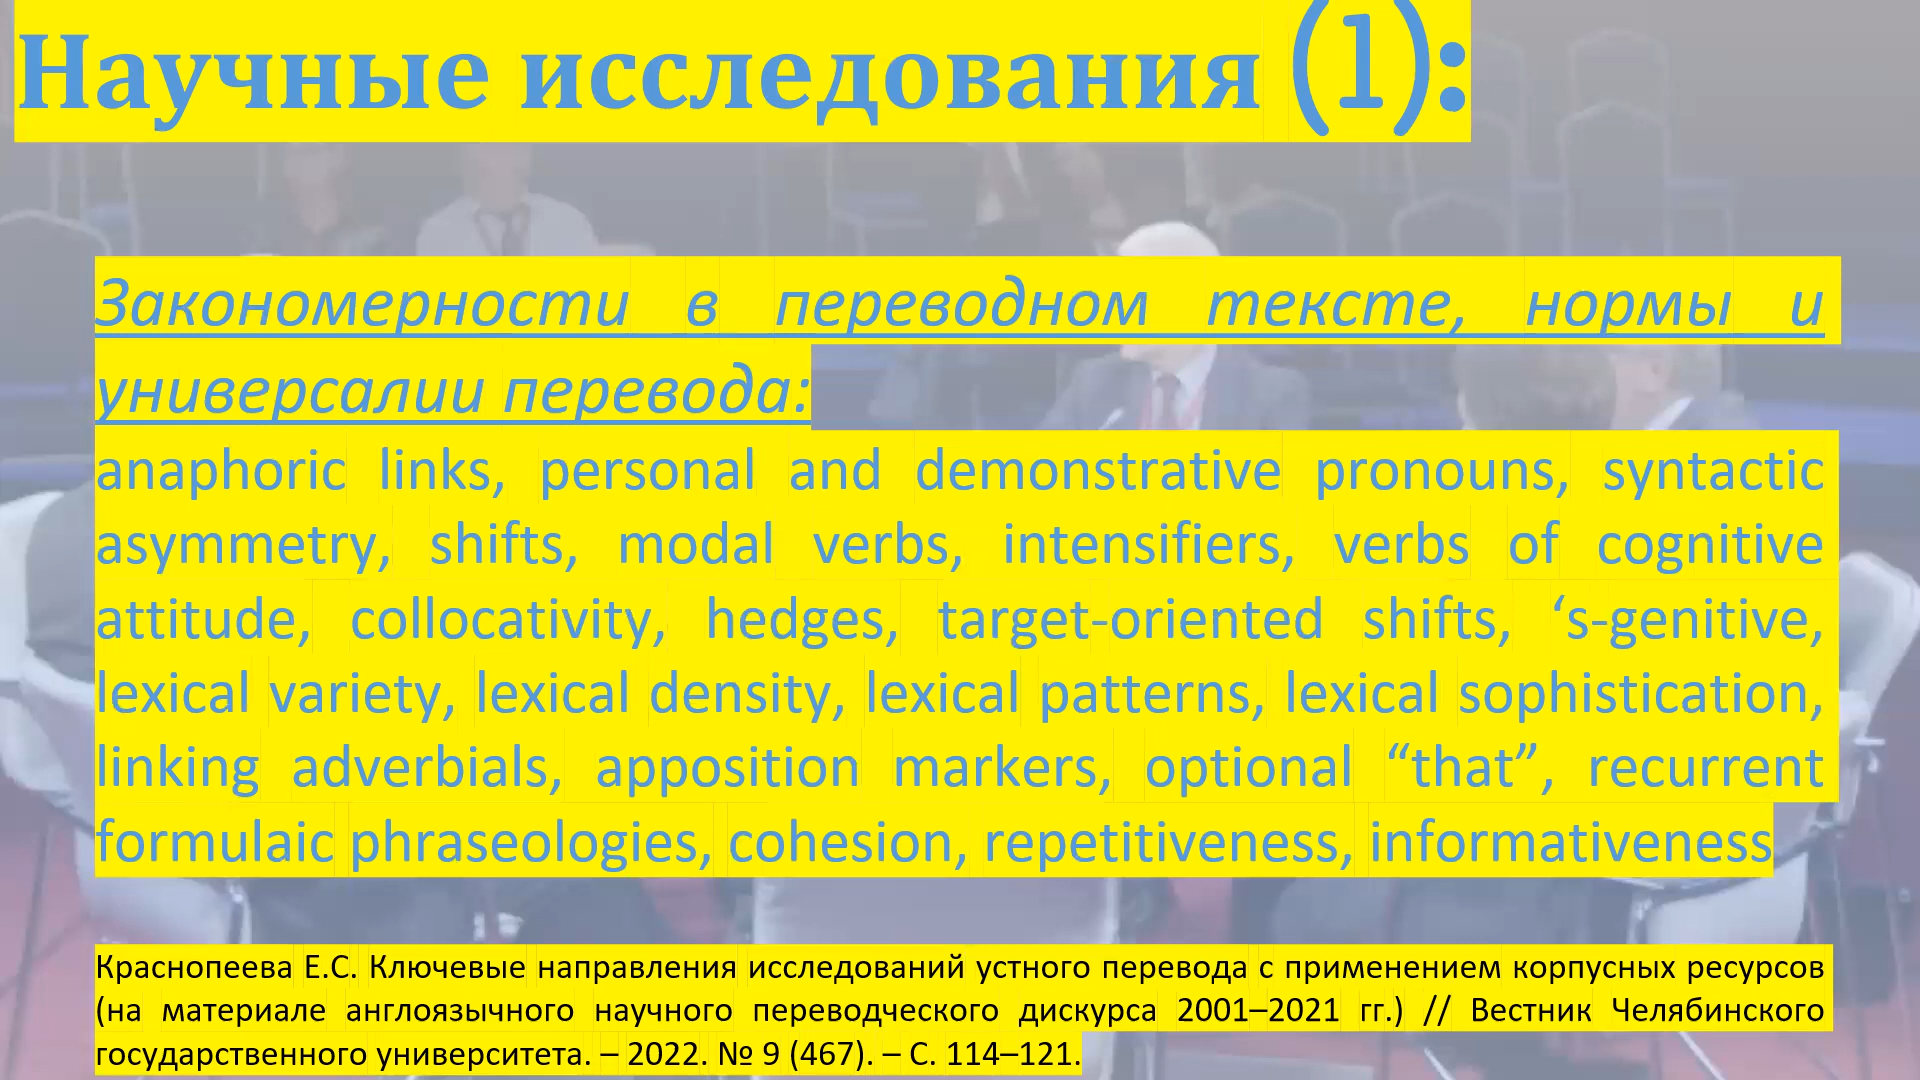 Научные исследования (1):
Закономерности в переводном тексте, нормы и
универсалии перевода:
anaphoric links, personal and demonstrative pronouns, syntactic
asymmetry, shifts, modal verbs, intensifiers, verbs of cognitive
attitude, collocativity, hedges, target-oriented shifts, ‘s-genitive,
lexical variety, lexical density, lexical patterns, lexical sophistication,
linking adverbials, apposition markers, optional “that”, recurrent
formulaic phraseologies, cohesion, repetitiveness, informativeness
Краснопеева Е.С. Ключевые направления исследований устного перевода с применением корпусных ресурсов
(на материале англоязычного научного переводческого дискурса 2001–2021 гг.) // Вестник Челябинского
государственного университета. – 2022. № 9 (467). – С. 114–121.